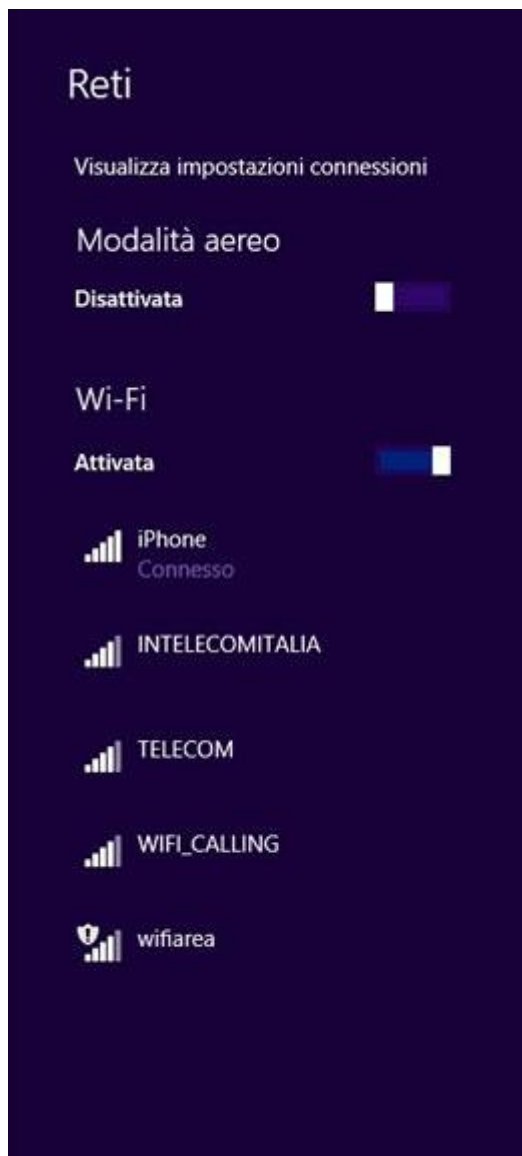 Reti
Visualizza impostazioni connessioni
Modalità aereo
Disattivata
Wi-Fi
Attivata
iPhone
Connesso
INTELECOMITALIA
TELECOM
WIFI_CALLING
wifiarea